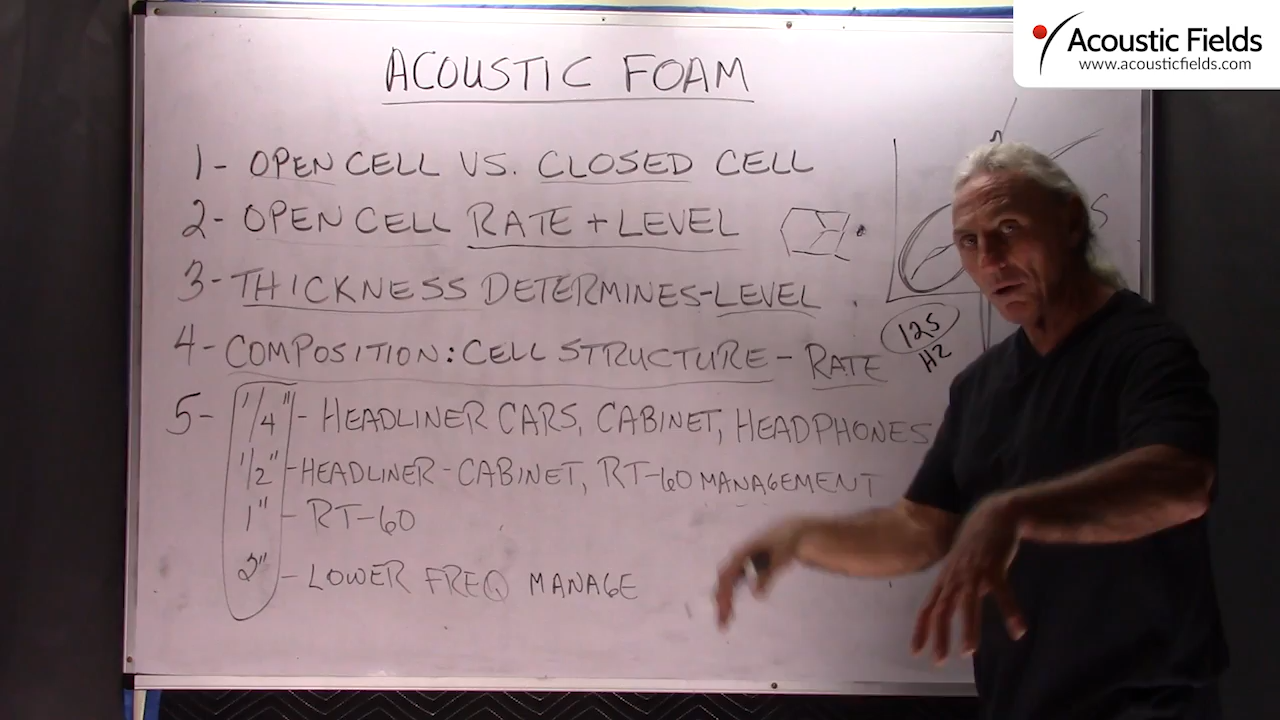 Acoustic Fields
www.acousticfields.com
ACOUSTIC FOAM
1- OPEN CELL VS. CLOSED CELL
2- OPEN CELL RATE + LEVEL
3- THICKNESS DETERMINES-LEVEL
4- COMPOSITION: CELL STRUCTURE - RATE
125
HZ
5- 1/4" - HEADLINER CARS, CABINET, HEADPHONES
1/2" - HEADLINER - CABINET, RT-60 MANAGEMENT
1" - RT-60
2" - LOWER FREQ MANAGE